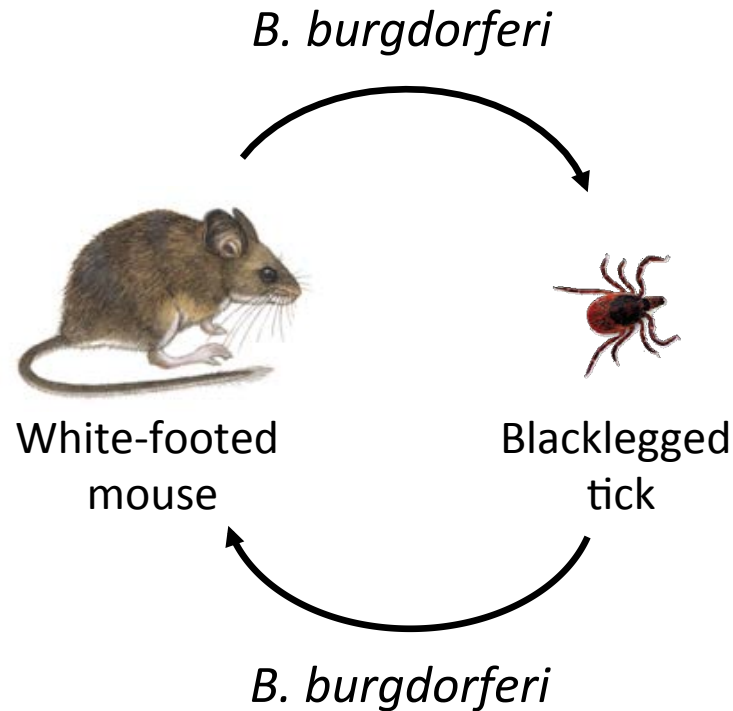 B. burgdorferi
White-footed
mouse
Blacklegged
tick
B. burgdorferi